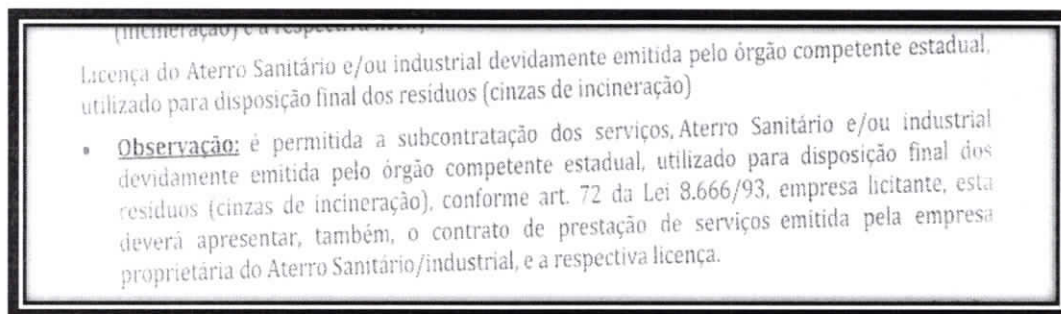 (incineração) e a respectiva
Licença do Aterro Sanitário e/ou industrial devidamente emitida pelo órgão competente estadual,
utilizado para disposição final dos resíduos (cinzas de incineração)
• Observação: é permitida a subcontratação dos serviços, Aterro Sanitário e/ou industrial
devidamente emitida pelo órgão competente estadual, utilizado para disposição final dos
resíduos (cinzas de incineração), conforme art. 72 da Lei 8.666/93, empresa licitante, esta
deverá apresentar, também, o contrato de prestação de serviços emitida pela empresa
proprietária do Aterro Sanitário/industrial, e a respectiva licença.